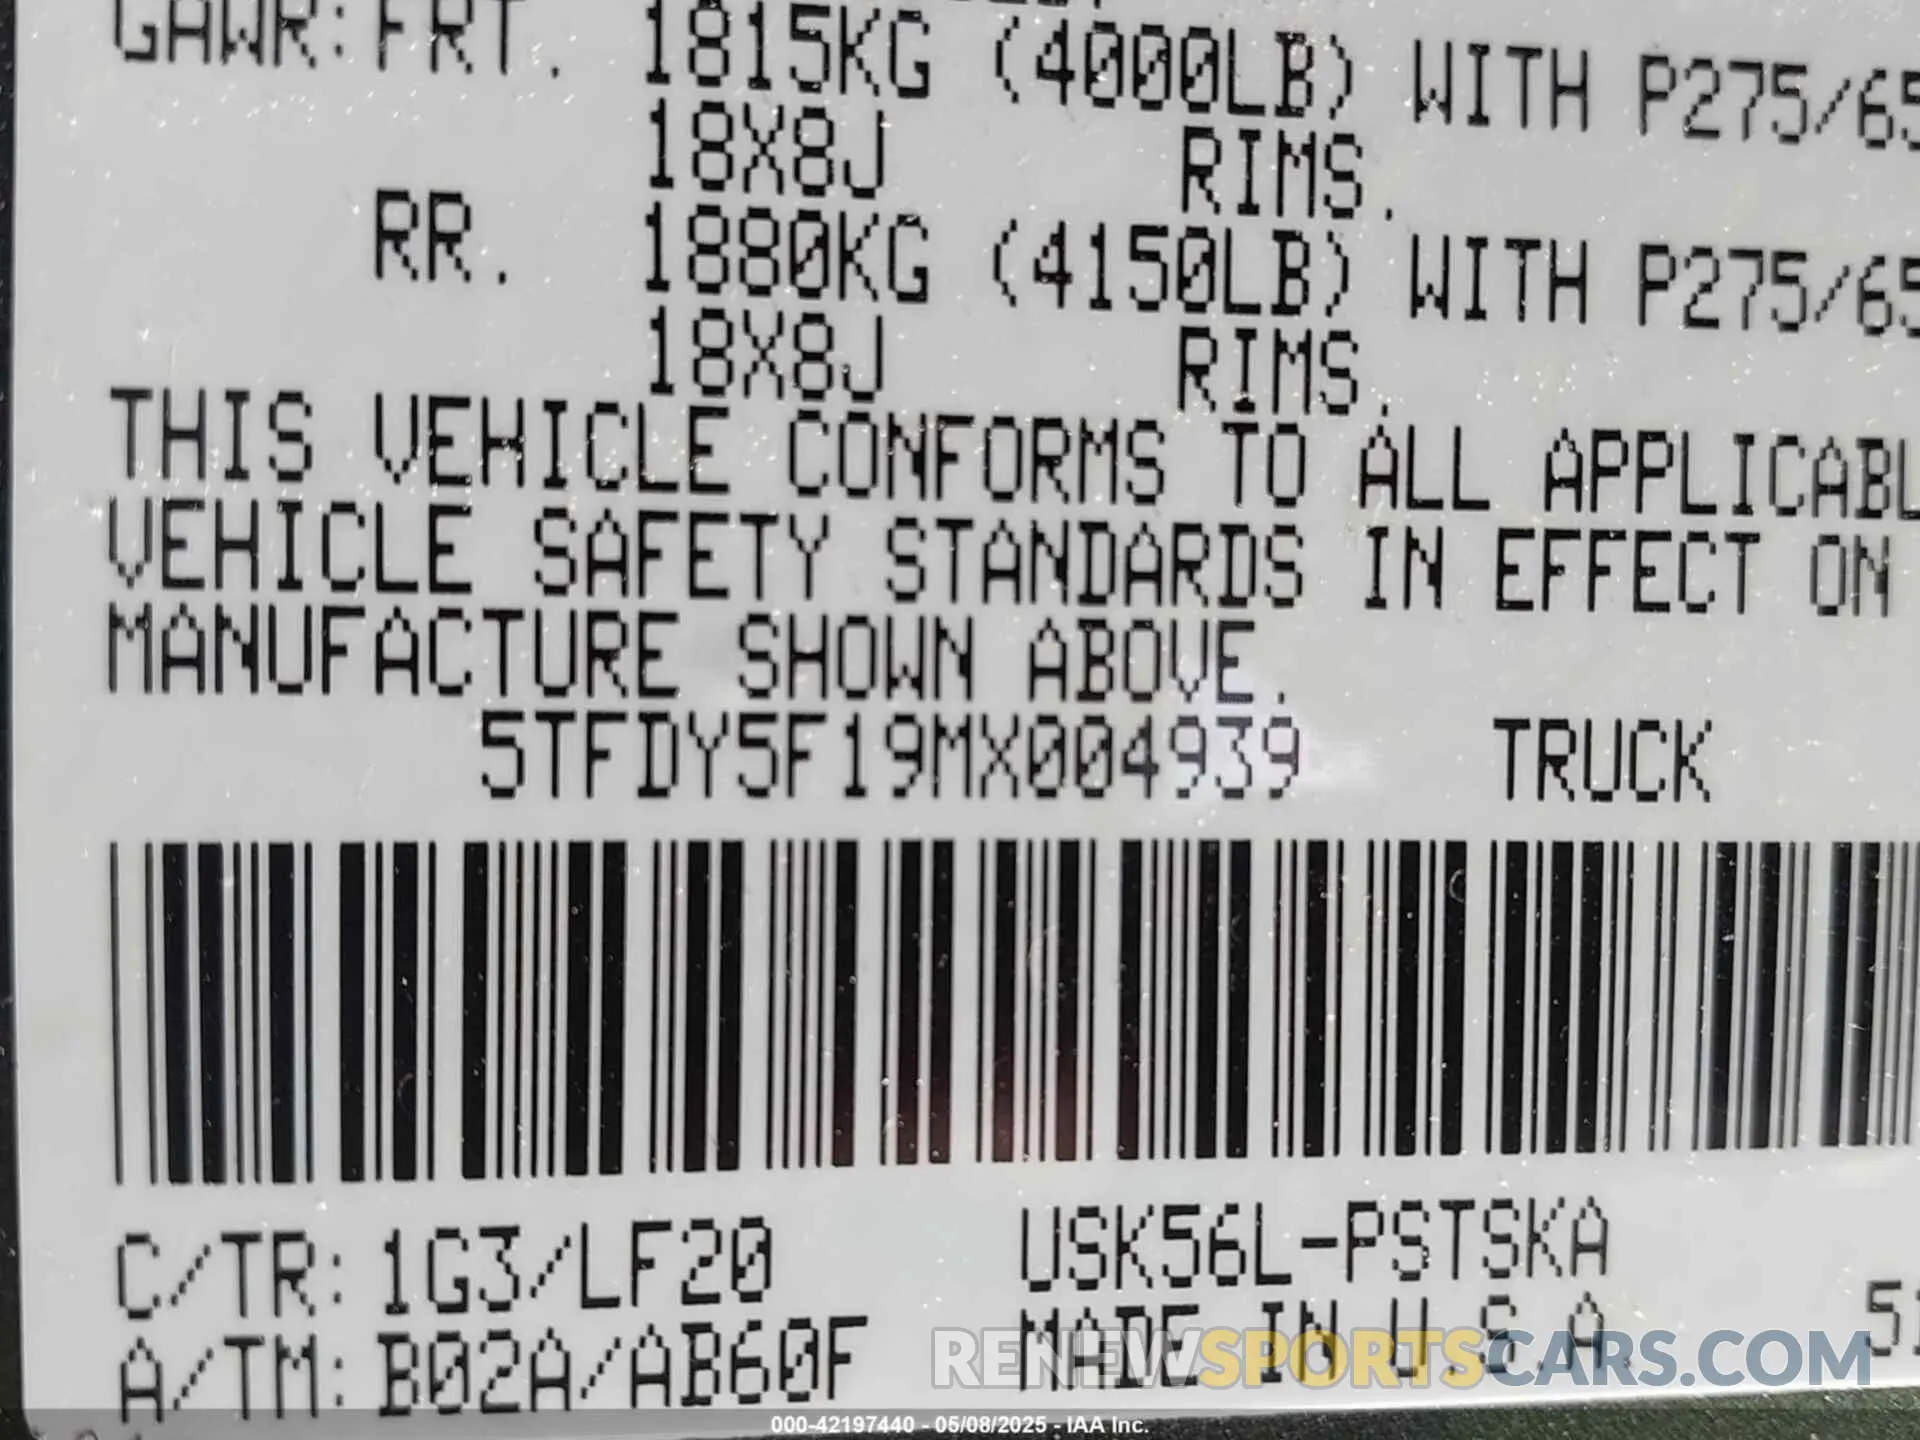 GAWR: FRT. 1815KG (4000LB) WITH P275/65
18X8J RIMS.
RR. 1880KG (4150LB) WITH P275/65
18X8J RIMS.
THIS VEHICLE CONFORMS TO ALL APPLICABL
VEHICLE SAFETY STANDARDS IN EFFECT ON
MANUFACTURE SHOWN ABOVE.
5TFDY5F19MX004939 TRUCK
C/TR: 1G3/LF20 USK56L-PSTSKA
A/TM: B02A/AB60F MADE IN U.S.A.
RENEWSPORTSCARS.COM
000-42197440 - 05/08/2025 - IAA Inc.